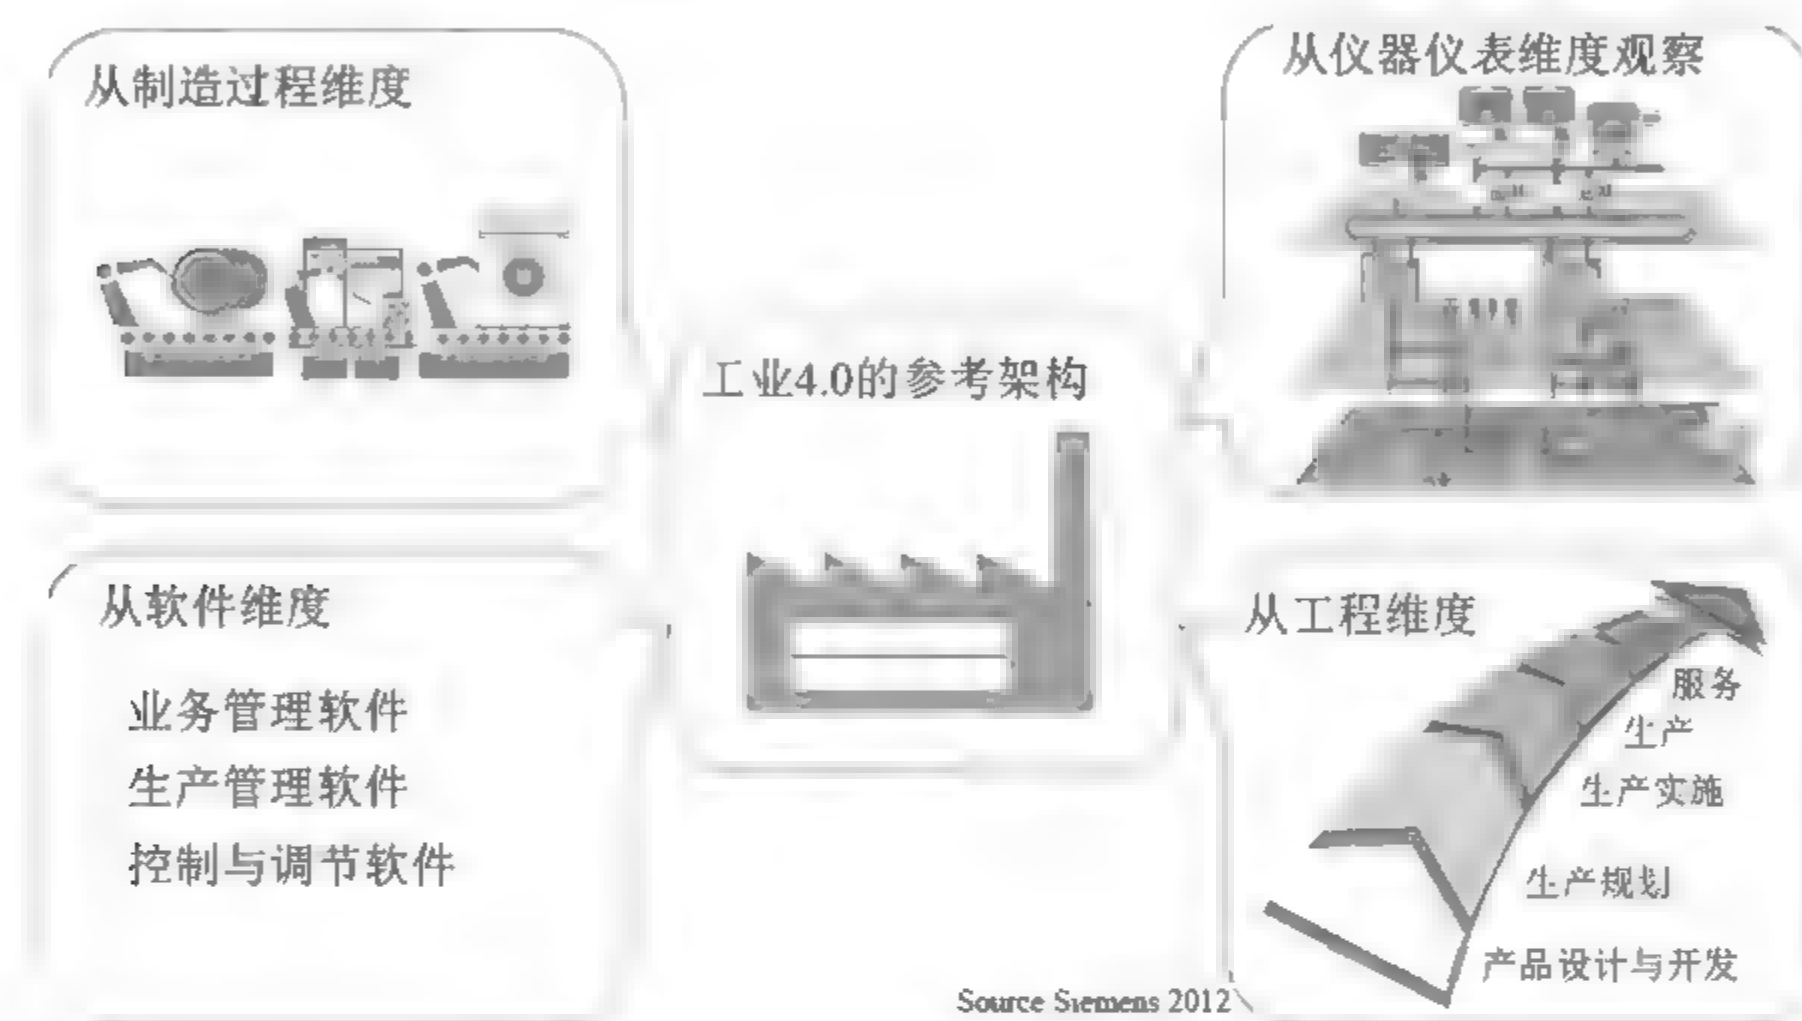 从制造过程维度
从仪器仪表维度观察
工业4.0的参考架构
从软件维度
业务管理软件
生产管理软件
控制与调节软件
从工程维度
服务
生产
生产实施
生产规划
产品设计与开发
Source Siemens 2012